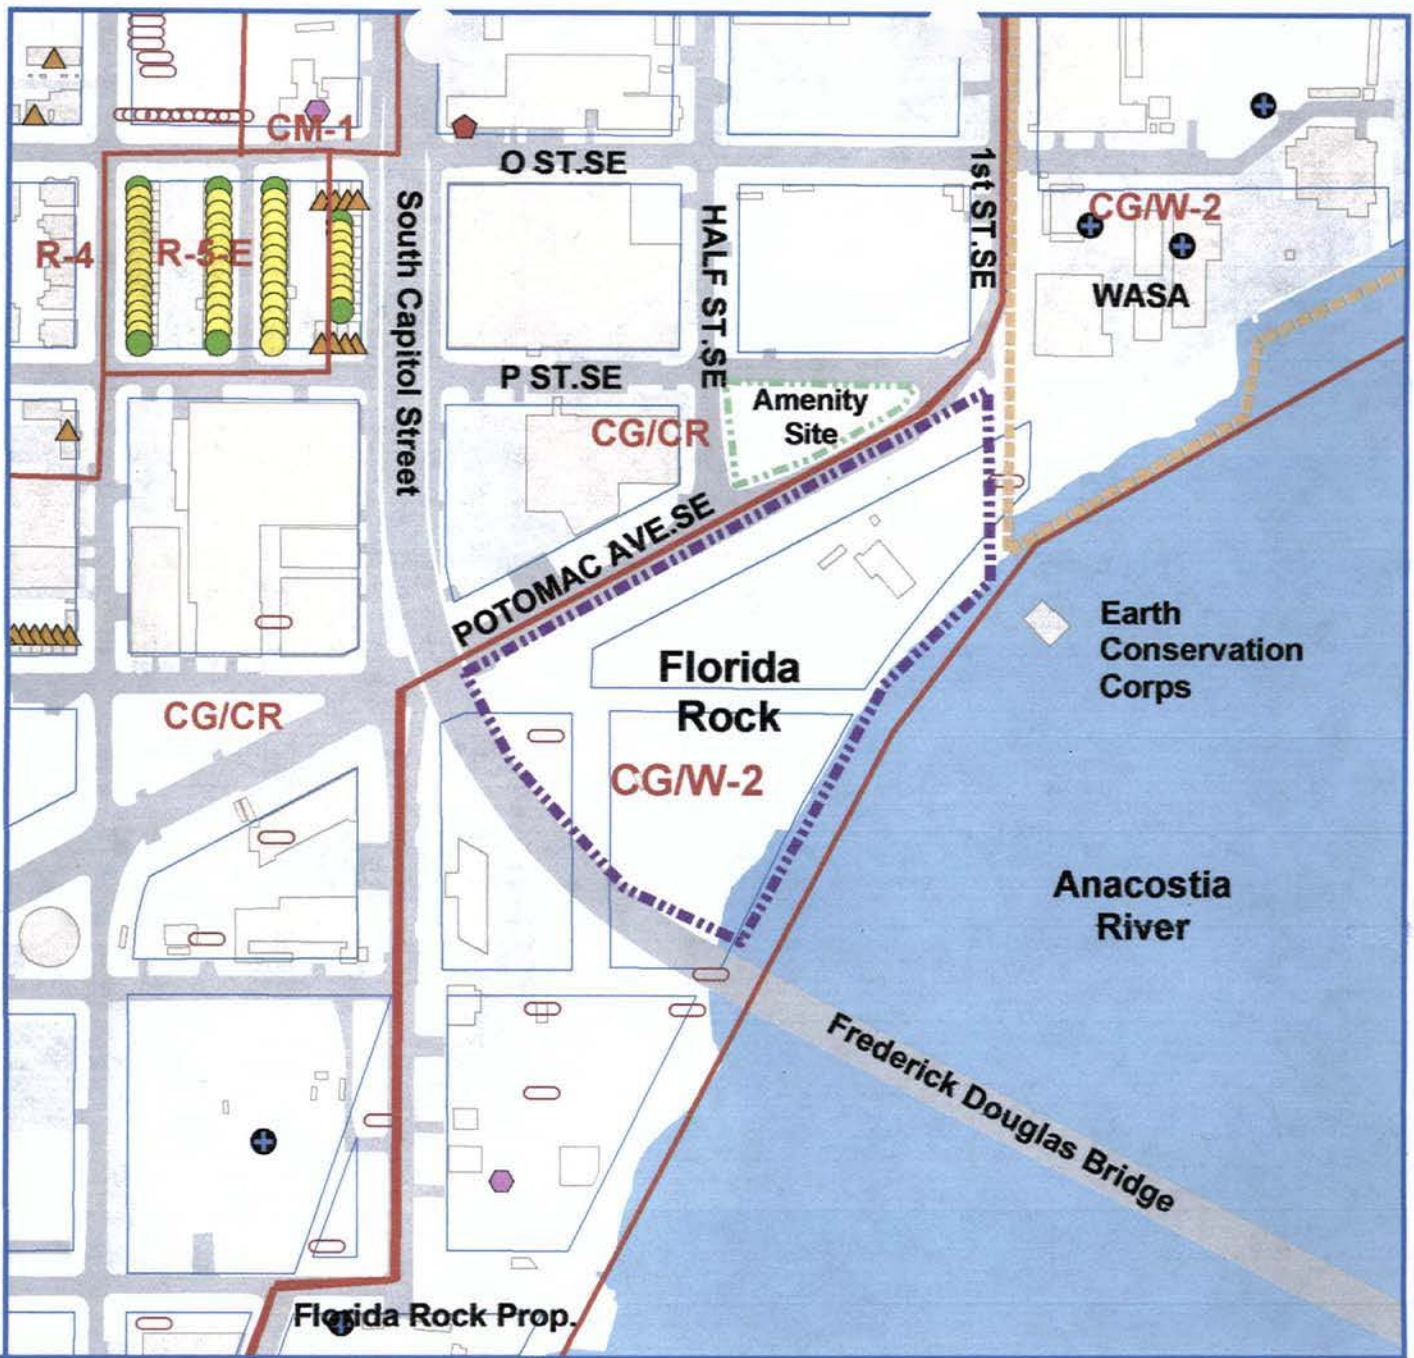 CM-1
O ST.SE
1st ST.SE
South Capitol Street
HALF ST.SE
CG/W-2
R-4
R-5-E
WASA
P ST.SE
Amenity
Site
CG/CR
POTOMAC AVE.SE
Earth
Conservation
Corps
Florida
Rock
CG/CR
CG/W-2
Anacostia
River
Frederick Douglas Bridge
Florida Rock Prop.